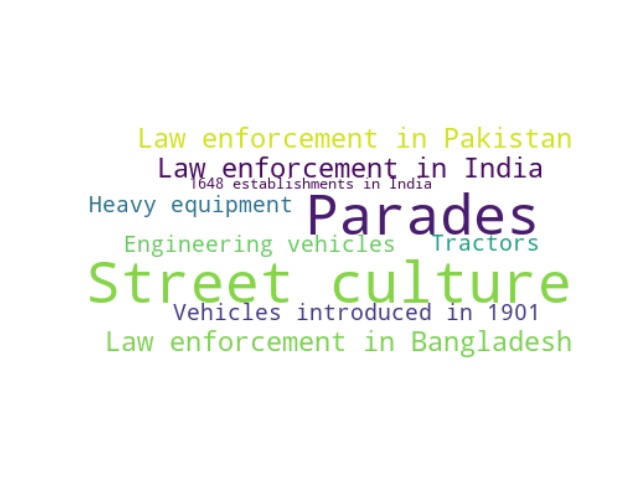 Law enforcement in Pakistan
Law enforcement in India
1648 establishments in India
Heavy equipment
Parades
Engineering vehicles
Tractors
Street culture
Vehicles introduced in 1901
Law enforcement in Bangladesh